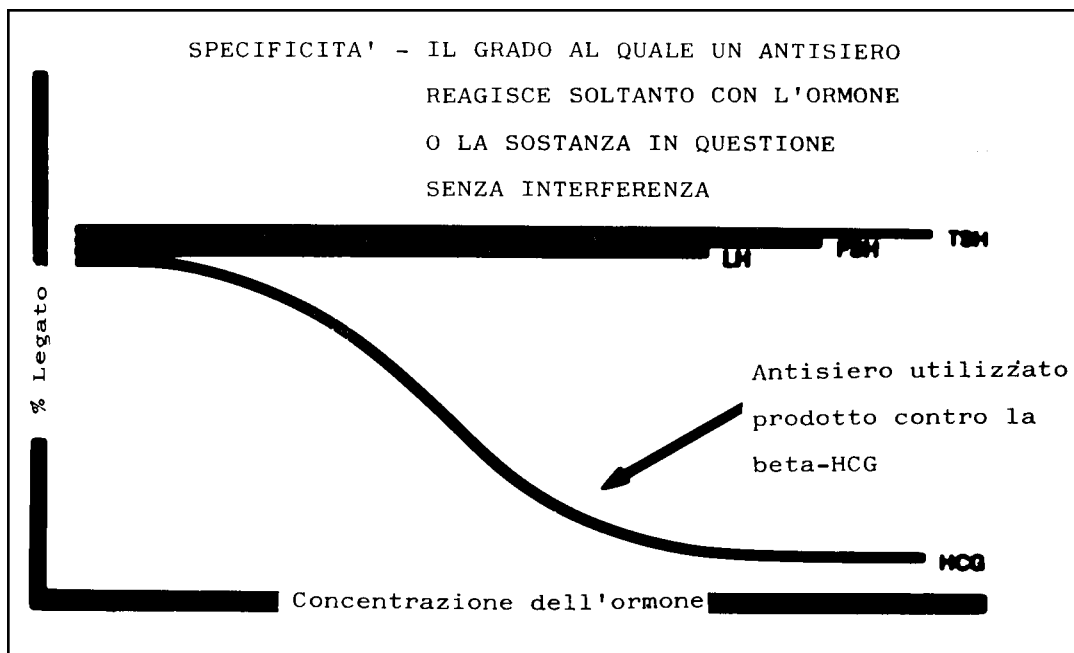 SPECIFICITA' - IL GRADO AL QUALE UN ANTISIERO
REAGISCE SOLTANTO CON L'ORMONE
O LA SOSTANZA IN QUESTIONE
SENZA INTERFERENZA
TSH
FSH
LH
% Legato
Antisiero utilizzato
prodotto contro la
beta-HCG
HCG
Concentrazione dell'ormone